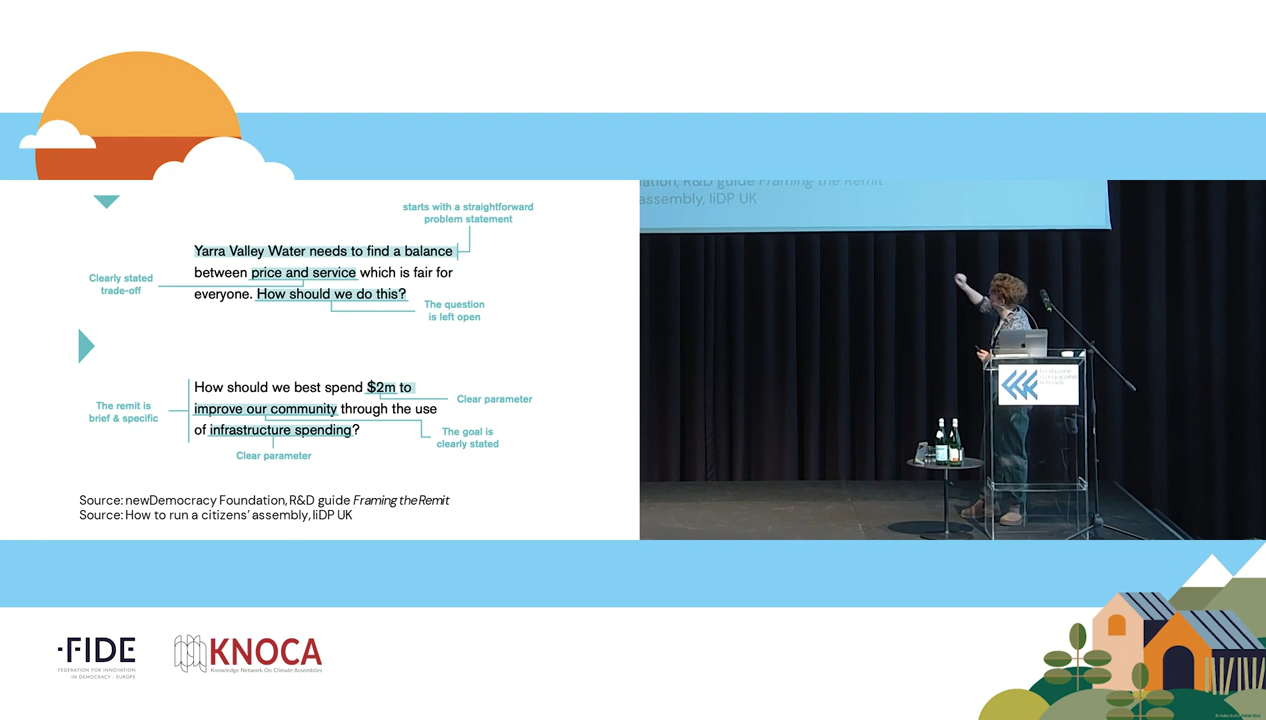 starts with a straightforward
problem statement
Yarra Valley Water needs to find a balance
between price and service which is fair for
everyone. How should we do this?
Clearly stated
trade-off
The question
is left open
How should we best spend $2m to
improve our community through the use
of infrastructure spending?
The remit is
brief & specific
Clear parameter
The goal is
clearly stated
Clear parameter
Source: newDemocracy Foundation, R&D guide Framing the Remit
Source: How to run a citizens' assembly, IiDP UK
ation, R&D guide Framing the Remit
assembly, IiDP UK
FIDE
FEDERATION FOR INNOVATION
IN DEMOCRACY - EUROPE
KNOCA
Knowledge Network On Climate Assemblies